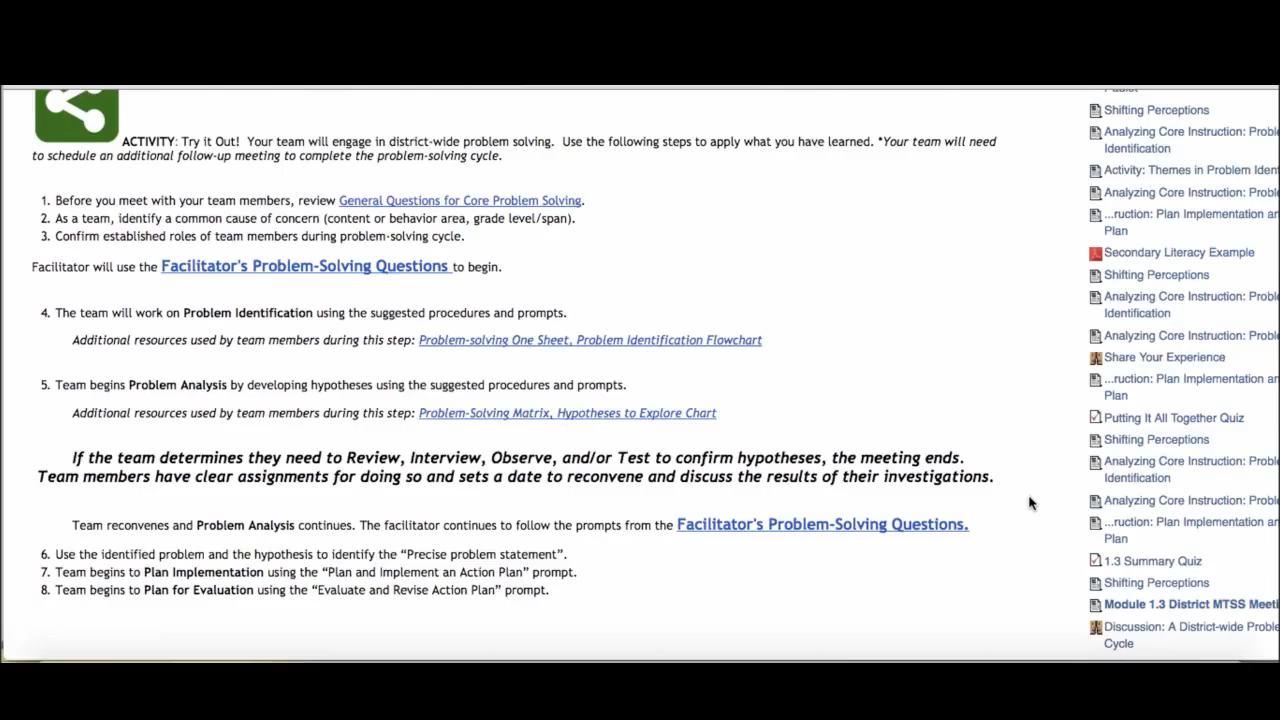 ACTIVITY: Try it Out!  Your team will engage in district-wide problem solving.  Use the following steps to apply what you have learned. *Your team will need
to schedule an additional follow-up meeting to complete the problem-solving cycle.
1. Before you meet with your team members, review General Questions for Core Problem Solving.
2. As a team, identify a common cause of concern (content or behavior area, grade level/span).
3. Confirm established roles of team members during problem-solving cycle.
Facilitator will use the Facilitator's Problem-Solving Questions to begin.
4. The team will work on Problem Identification using the suggested procedures and prompts.
Additional resources used by team members during this step: Problem-solving One Sheet, Problem Identification Flowchart
5. Team begins Problem Analysis by developing hypotheses using the suggested procedures and prompts.
Additional resources used by team members during this step: Problem-Solving Matrix, Hypotheses to Explore Chart
If the team determines they need to Review, Interview, Observe, and/or Test to confirm hypotheses, the meeting ends.
Team members have clear assignments for doing so and sets a date to reconvene and discuss the results of their investigations.
Team reconvenes and Problem Analysis continues. The facilitator continues to follow the prompts from the Facilitator's Problem-Solving Questions.
6. Use the identified problem and the hypothesis to identify the “Precise problem statement”.
7. Team begins to Plan Implementation using the “Plan and Implement an Action Plan” prompt.
8. Team begins to Plan for Evaluation using the “Evaluate and Revise Action Plan” prompt.
Shifting Perceptions
Analyzing Core Instruction: Proble
Identification
Activity: Themes in Problem Ident
Analyzing Core Instruction: Proble
...ruction: Plan Implementation an
Plan
Secondary Literacy Example
Shifting Perceptions
Analyzing Core Instruction: Proble
Identification
Analyzing Core Instruction: Proble
Share Your Experience
...ruction: Plan Implementation an
Plan
Putting It All Together Quiz
Shifting Perceptions
Analyzing Core Instruction: Proble
Identification
Analyzing Core Instruction: Proble
...ruction: Plan Implementation an
Plan
1.3 Summary Quiz
Shifting Perceptions
Module 1.3 District MTSS Meeti
Discussion: A District-wide Proble
Cycle